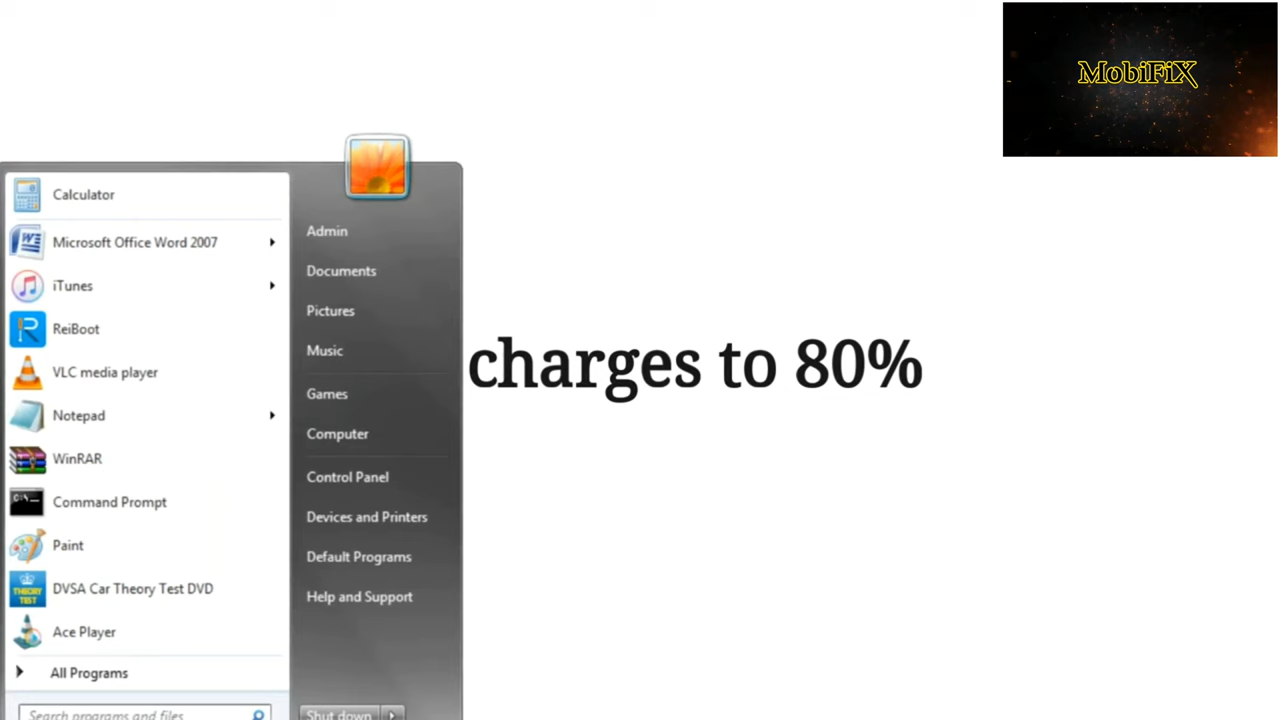 MobiFiX
Calculator
Microsoft Office Word 2007
iTunes
ReiBoot
VLC media player
Notepad
WinRAR
Command Prompt
Paint
THEORY
TEST
DVSA Car Theory Test DVD
Ace Player
All Programs
Search programs and files
Admin
Documents
Pictures
Music
Games
Computer
Control Panel
Devices and Printers
Default Programs
Help and Support
Shut down
charges to 80%